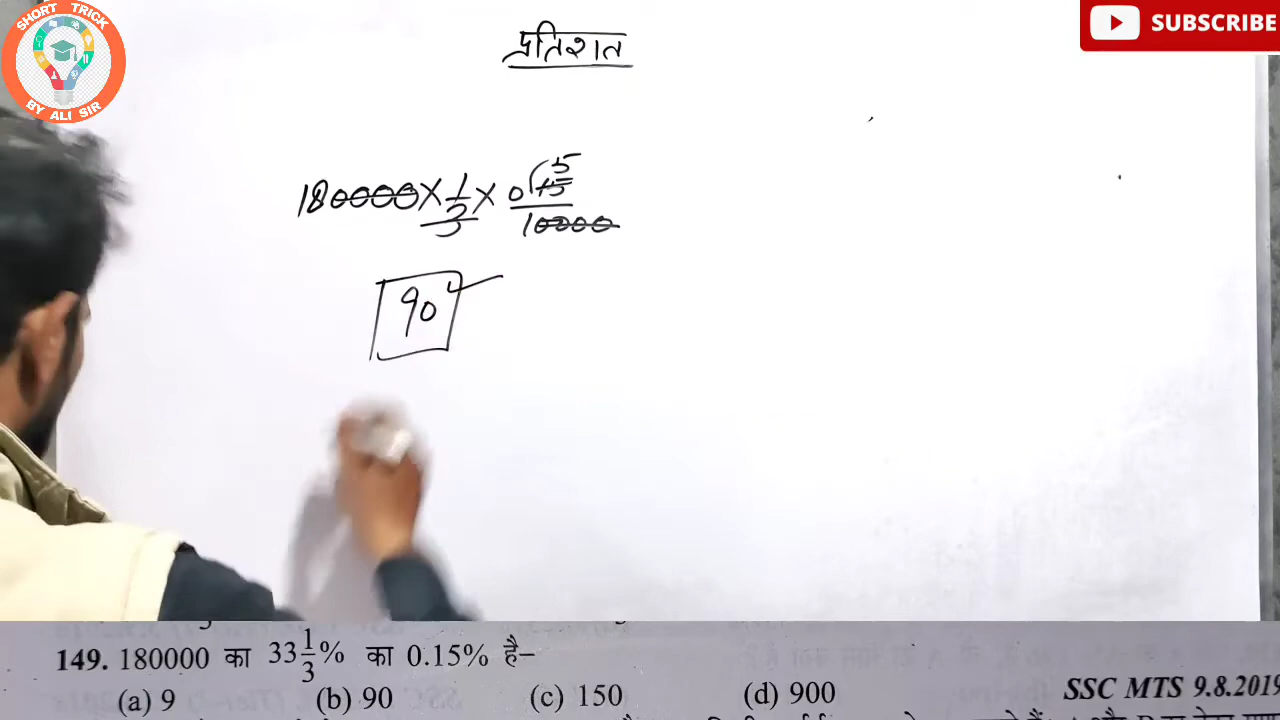 SHORT TRICK
BY ALI SIR
SUBSCRIBE
प्रतिशत
180000 × 1/3 × 0.15 5 / 10000
90
149. 180000 का 33 1/3% का 0.15% है–
(a) 9 (b) 90 (c) 150 (d) 900
SSC MTS 9.8.2019